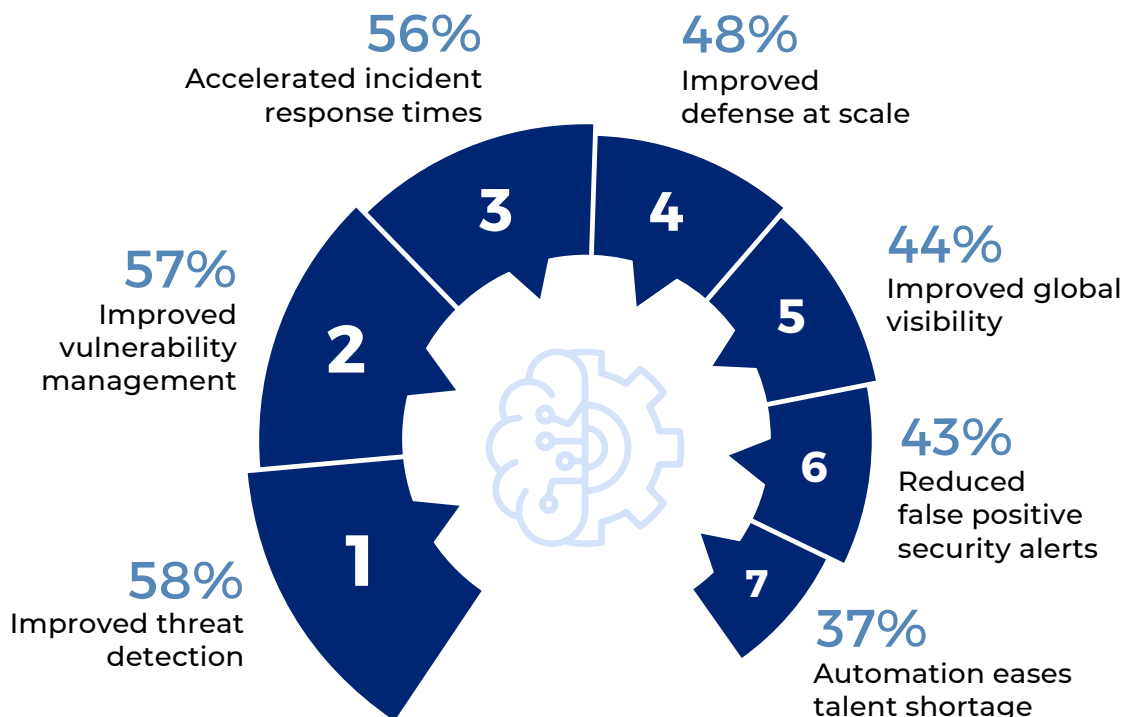 56%
Accelerated incident
response times
48%
Improved
defense at scale
3
4
57%
Improved
vulnerability
management
2
44%
Improved global
visibility
5
43%
Reduced
false positive
security alerts
6
58%
Improved threat
detection
1
37%
Automation eases
talent shortage
7